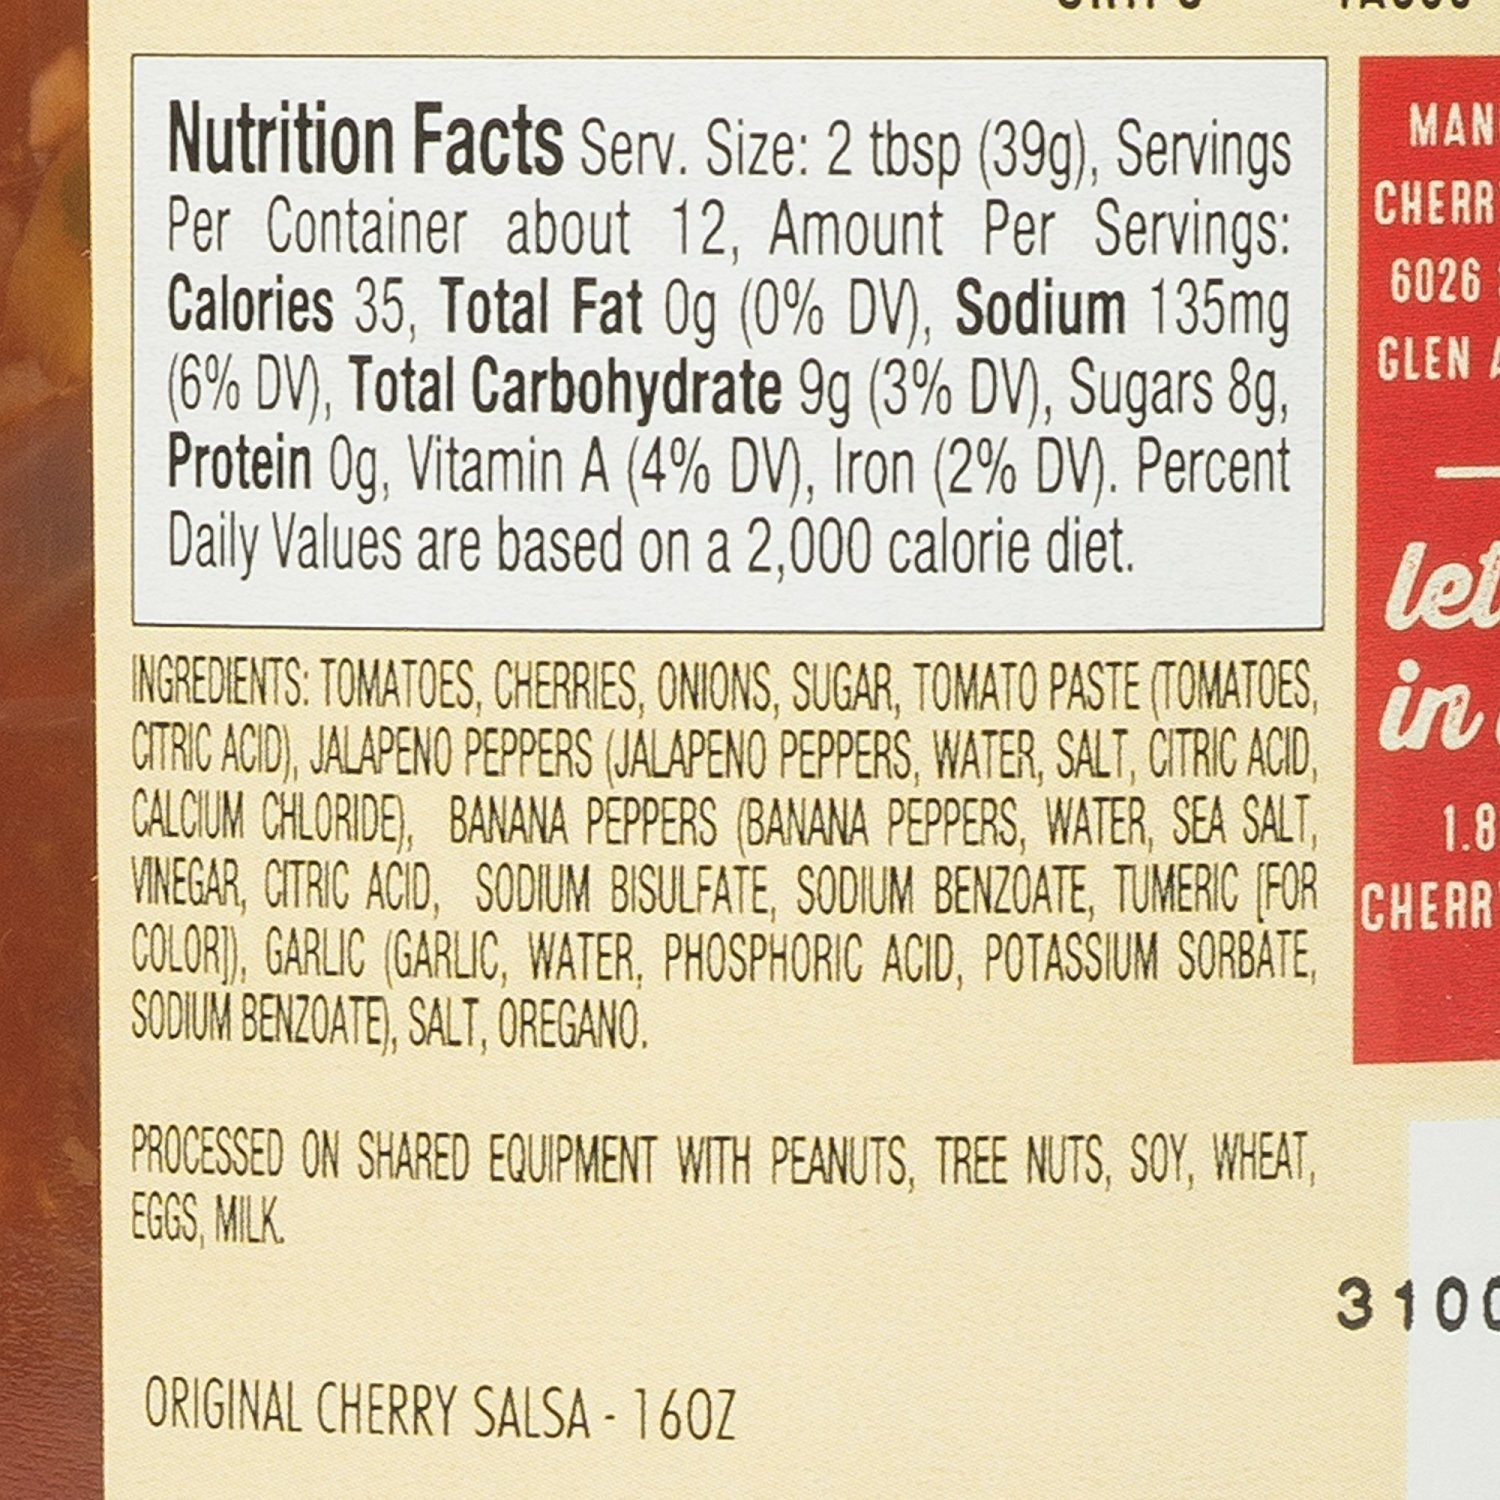 Nutrition Facts Serv. Size: 2 tbsp (39g), Servings
Per Container about 12, Amount Per Servings:
Calories 35, Total Fat 0g (0% DV), Sodium 135mg
(6% DV), Total Carbohydrate 9g (3% DV), Sugars 8g,
Protein 0g, Vitamin A (4% DV), Iron (2% DV). Percent
Daily Values are based on a 2,000 calorie diet.
INGREDIENTS: TOMATOES, CHERRIES, ONIONS, SUGAR, TOMATO PASTE (TOMATOES,
CITRIC ACID), JALAPENO PEPPERS (JALAPENO PEPPERS, WATER, SALT, CITRIC ACID,
CALCIUM CHLORIDE), BANANA PEPPERS (BANANA PEPPERS, WATER, SEA SALT,
VINEGAR, CITRIC ACID, SODIUM BISULFATE, SODIUM BENZOATE, TUMERIC [FOR
COLOR]), GARLIC (GARLIC, WATER, PHOSPHORIC ACID, POTASSIUM SORBATE,
SODIUM BENZOATE), SALT, OREGANO.
PROCESSED ON SHARED EQUIPMENT WITH PEANUTS, TREE NUTS, SOY, WHEAT,
EGGS, MILK.
ORIGINAL CHERRY SALSA - 16OZ
MAN
CHERR
6026
GLEN A
let
in
1.8
CHERR
3100